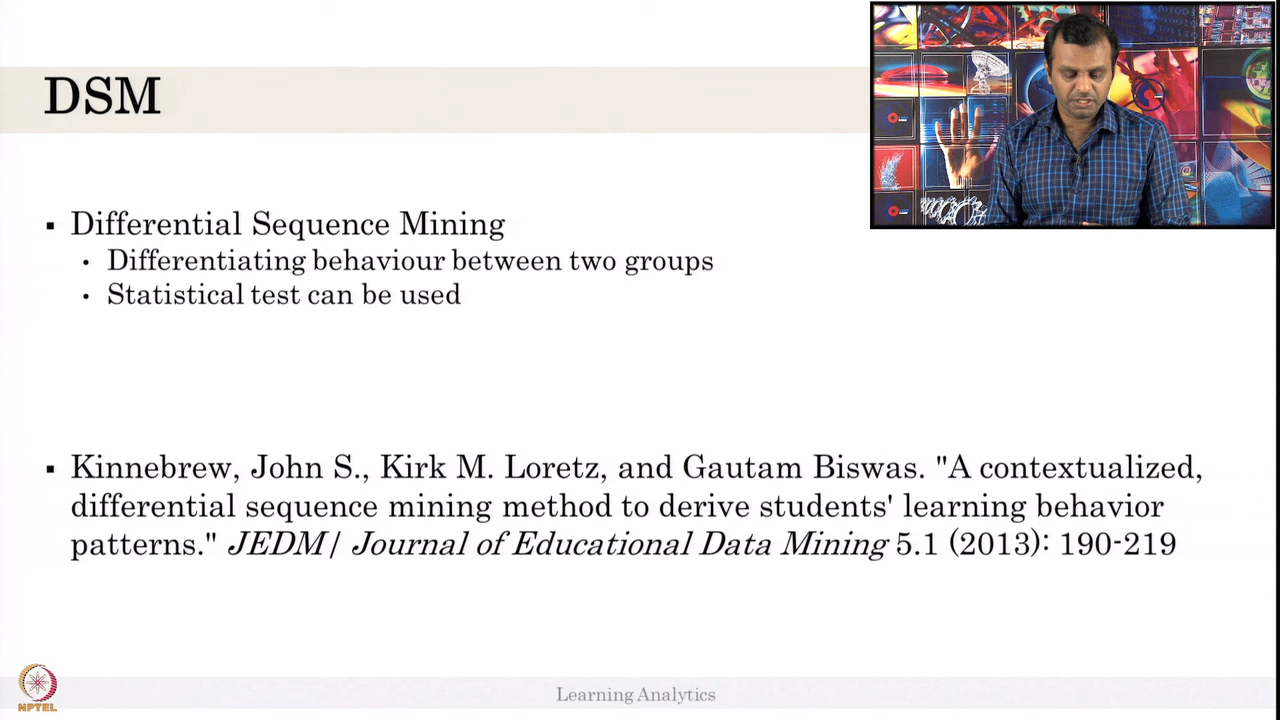 DSM
▪ Differential Sequence Mining
• Differentiating behaviour between two groups
• Statistical test can be used
▪ Kinnebrew, John S., Kirk M. Loretz, and Gautam Biswas. "A contextualized,
differential sequence mining method to derive students' learning behavior
patterns." JEDM| Journal of Educational Data Mining 5.1 (2013): 190-219
NPTEL
Learning Analytics